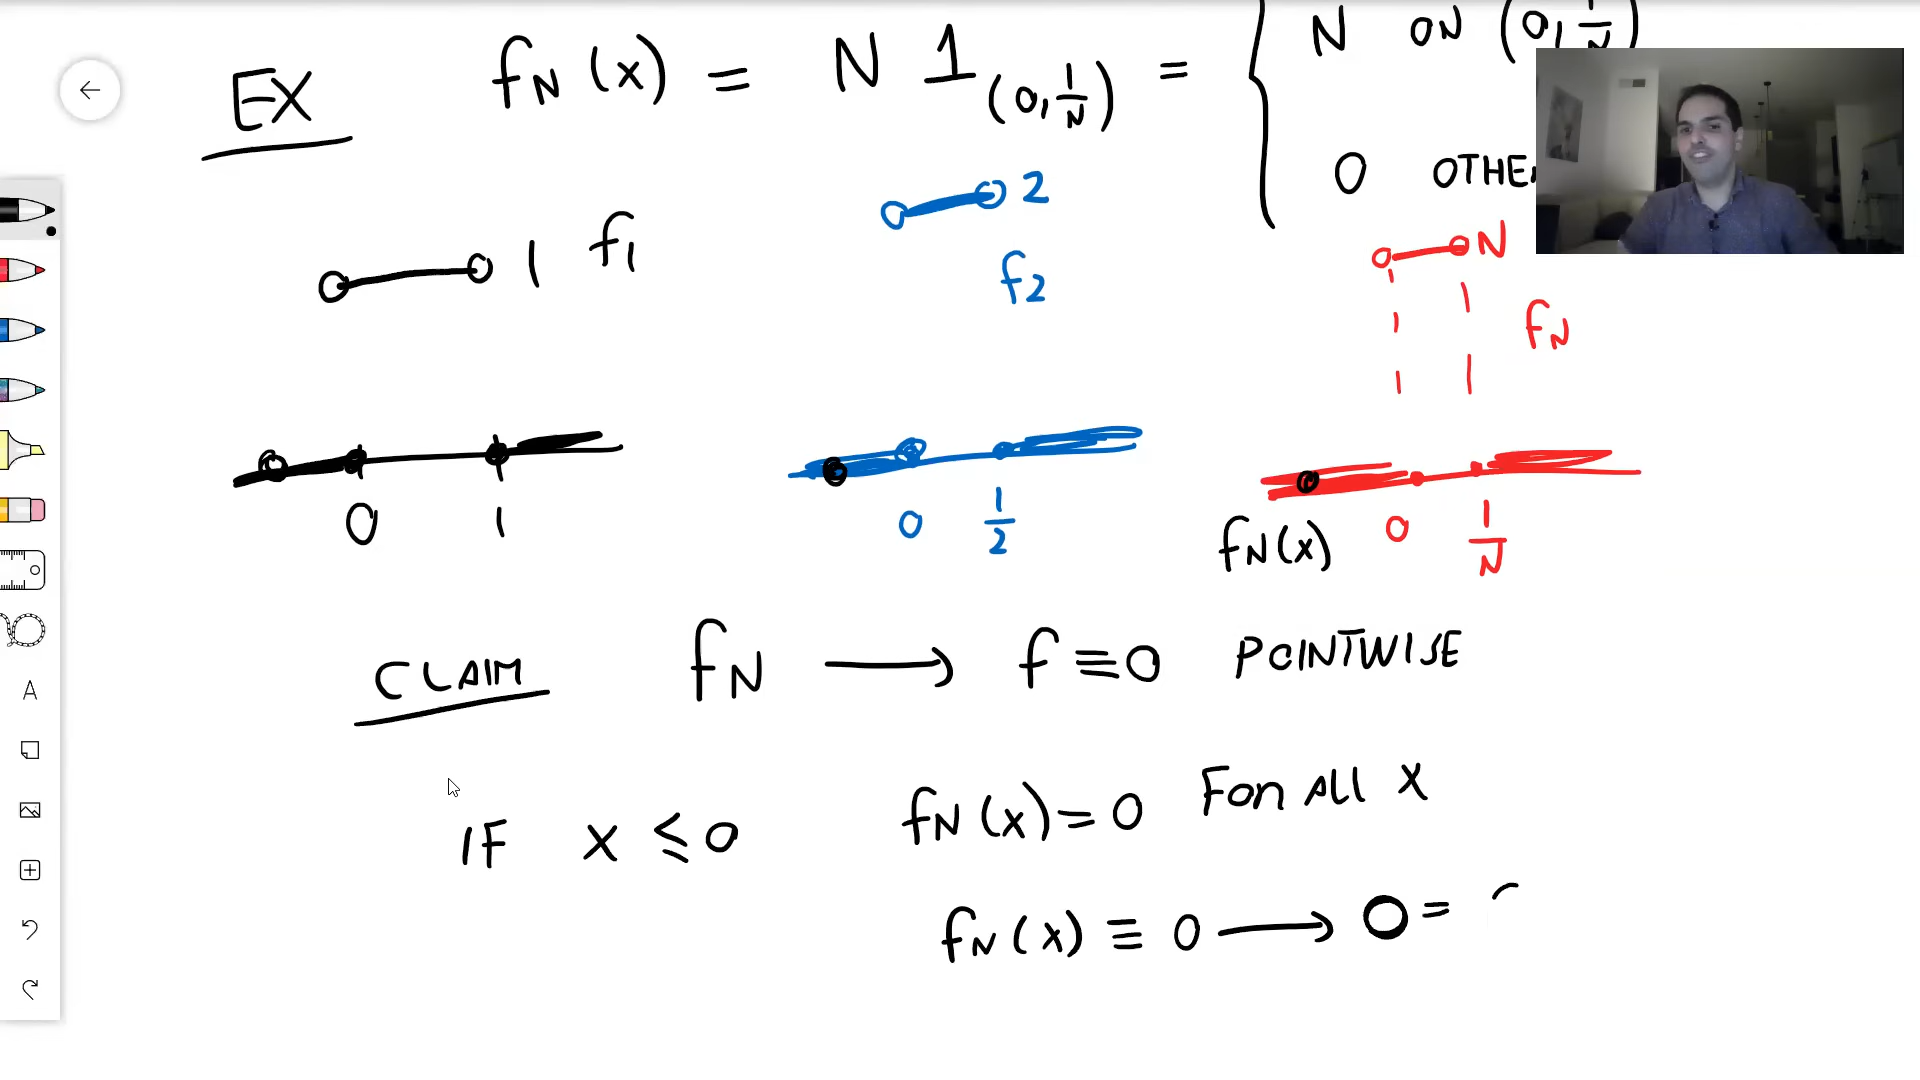 EX fN(x) = N 1(0, 1/N) = { N ON (0, 1/N)
0
1 f1
2
f2
N
fN
0 1
0 1/2
0 1/N
fN(x)
CLAIM fN → f ≡ 0 POINTWISE
IF x ≤ 0 fN(x) = 0 FOR ALL x
fN(x) ≡ 0 → 0 =
A